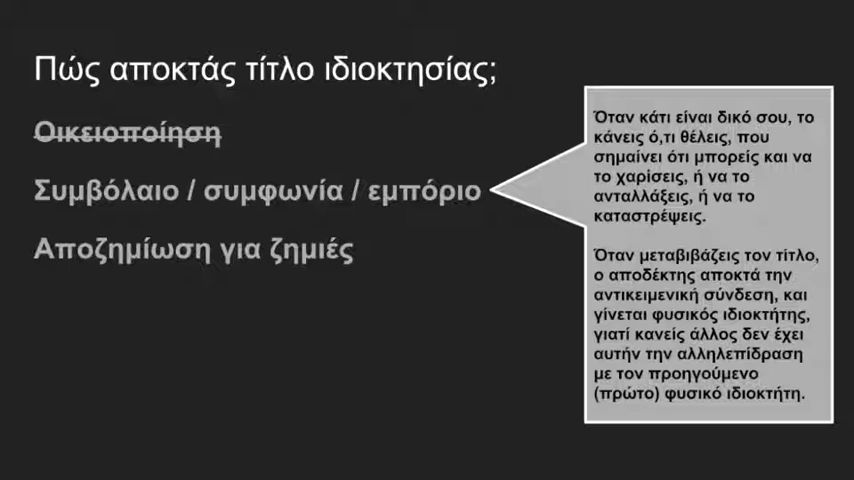 Πώς αποκτάς τίτλο ιδιοκτησίας;
Οικειοποίηση
Συμβόλαιο / συμφωνία / εμπόριο
Αποζημίωση για ζημιές
Όταν κάτι είναι δικό σου, το
κάνεις ό,τι θέλεις, που
σημαίνει ότι μπορείς και να
το χαρίσεις, ή να το
ανταλλάξεις, ή να το
καταστρέψεις.
Όταν μεταβιβάζεις τον τίτλο,
ο αποδέκτης αποκτά την
αντικειμενική σύνδεση, και
γίνεται φυσικός ιδιοκτήτης,
γιατί κανείς άλλος δεν έχει
αυτήν την αλληλεπίδραση
με τον προηγούμενο
(πρώτο) φυσικό ιδιοκτήτη.